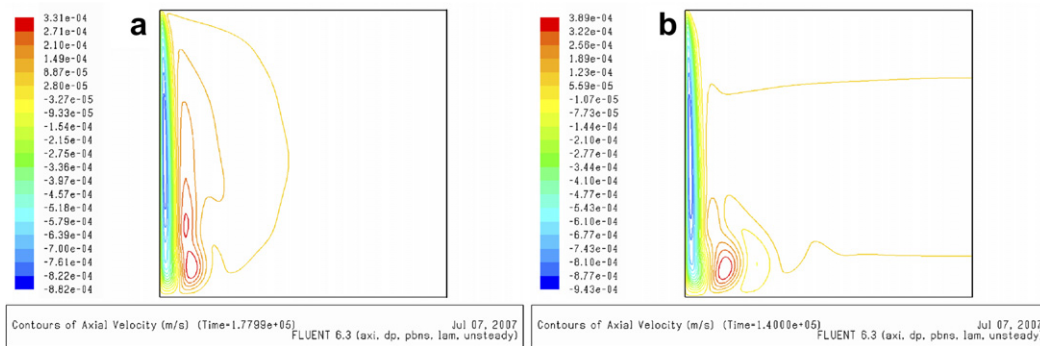 3.31e-04
2.71e-04
2.10e-04
1.49e-04
8.87e-05
2.80e-05
-3.27e-05
-9.33e-05
-1.54e-04
-2.15e-04
-2.75e-04
-3.36e-04
-3.97e-04
-4.57e-04
-5.18e-04
-5.79e-04
-6.39e-04
-7.00e-04
-7.61e-04
-8.22e-04
-8.82e-04
a
Contours of Axial Velocity (m/s) (Time=1.7799e+05)
Jul 07, 2007
FLUENT 6.3 (axi, dp, pbns, lam, unsteady)
3.89e-04
3.22e-04
2.56e-04
1.89e-04
1.23e-04
5.59e-05
-1.07e-05
-7.73e-05
-1.44e-04
-2.10e-04
-2.77e-04
-3.44e-04
-4.10e-04
-4.77e-04
-5.43e-04
-6.10e-04
-6.77e-04
-7.43e-04
-8.10e-04
-8.77e-04
-9.43e-04
b
Contours of Axial Velocity (m/s) (Time=1.4000e+05)
Jul 07, 2007
FLUENT 6.3 (axi, dp, pbns, lam, unsteady)